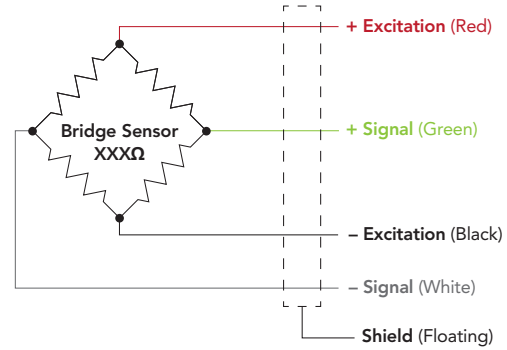 + Excitation (Red)
+ Signal (Green)
Bridge Sensor
XXXΩ
– Excitation (Black)
– Signal (White)
Shield (Floating)